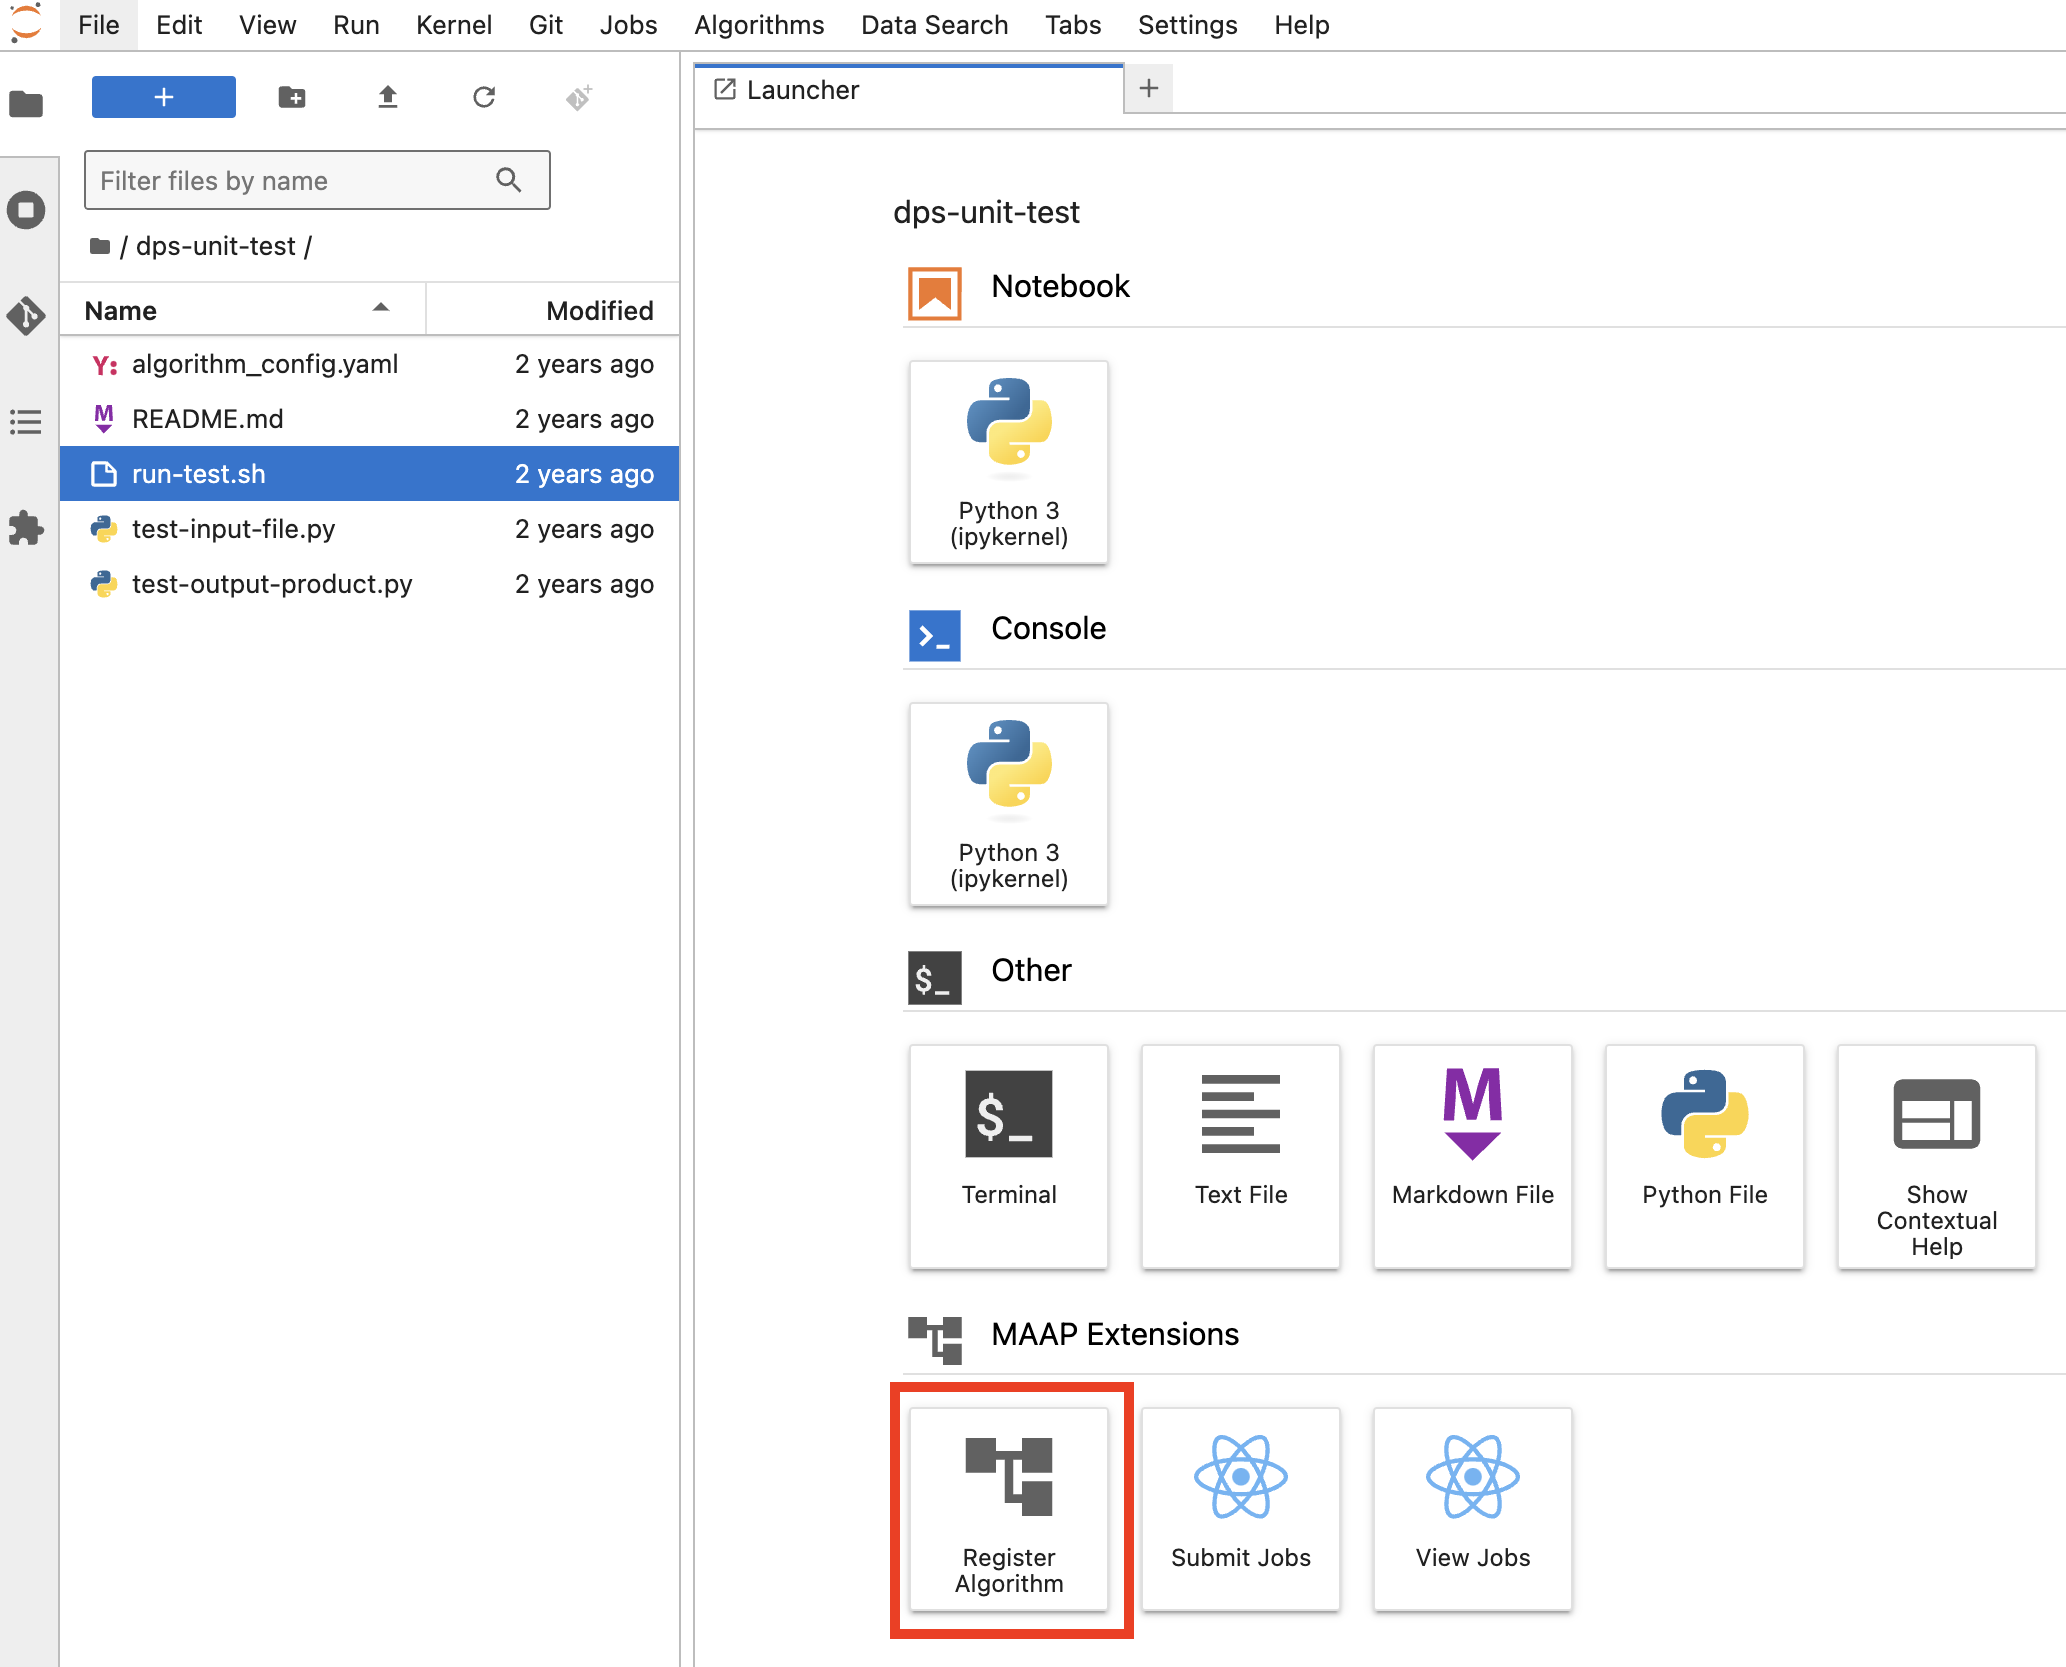 File Edit View Run Kernel Git Jobs Algorithms Data Search Tabs Settings Help
Launcher
Filter files by name
/ dps-unit-test /
Name Modified
algorithm_config.yaml 2 years ago
README.md 2 years ago
run-test.sh 2 years ago
test-input-file.py 2 years ago
test-output-product.py 2 years ago
dps-unit-test
Notebook
Python 3
(ipykernel)
Console
Python 3
(ipykernel)
Other
Terminal
Text File
Markdown File
Python File
Show
Contextual
Help
MAAP Extensions
Register
Algorithm
Submit Jobs
View Jobs